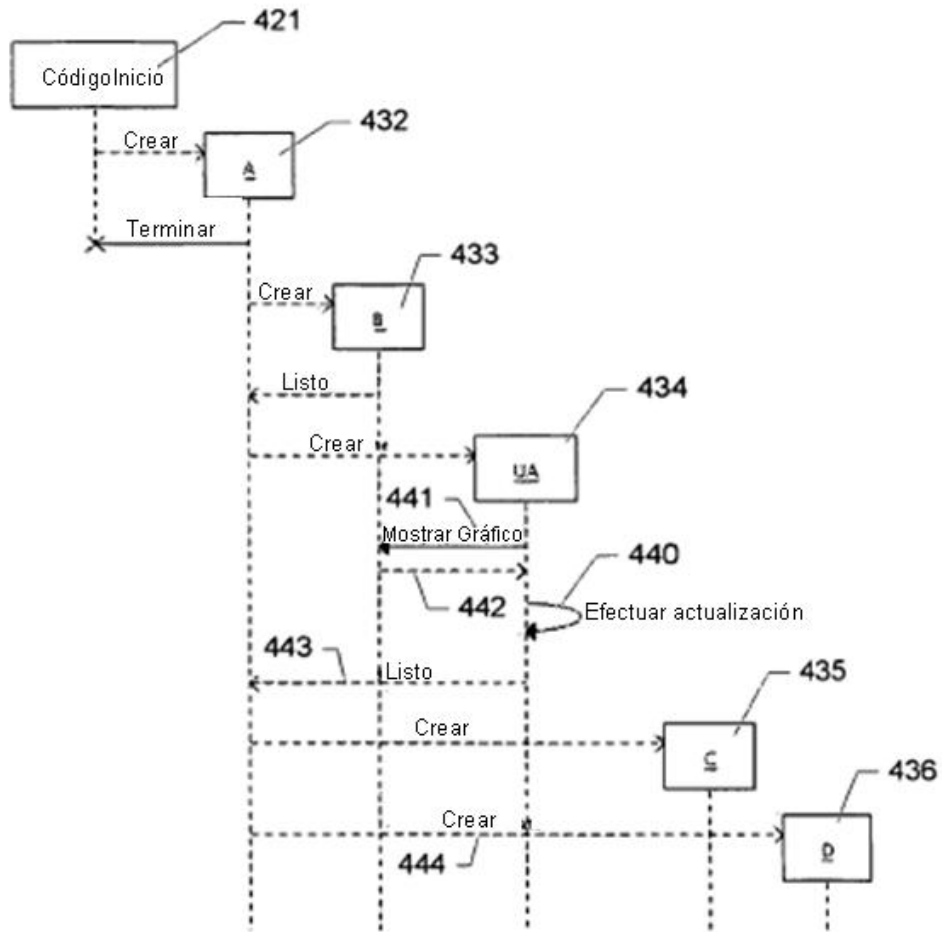 421
CódigoInicio
432
Crear
A
Terminar
433
Crear
B
Listo
434
Crear
UA
441
Mostrar Gráfico
440
442
Efectuar actualización
443
Listo
435
Crear
C
436
Crear
D
444